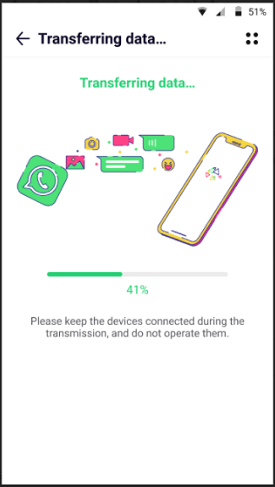 51%
Transferring data...
Transferring data...
41%
Please keep the devices connected during the
transmission, and do not operate them.